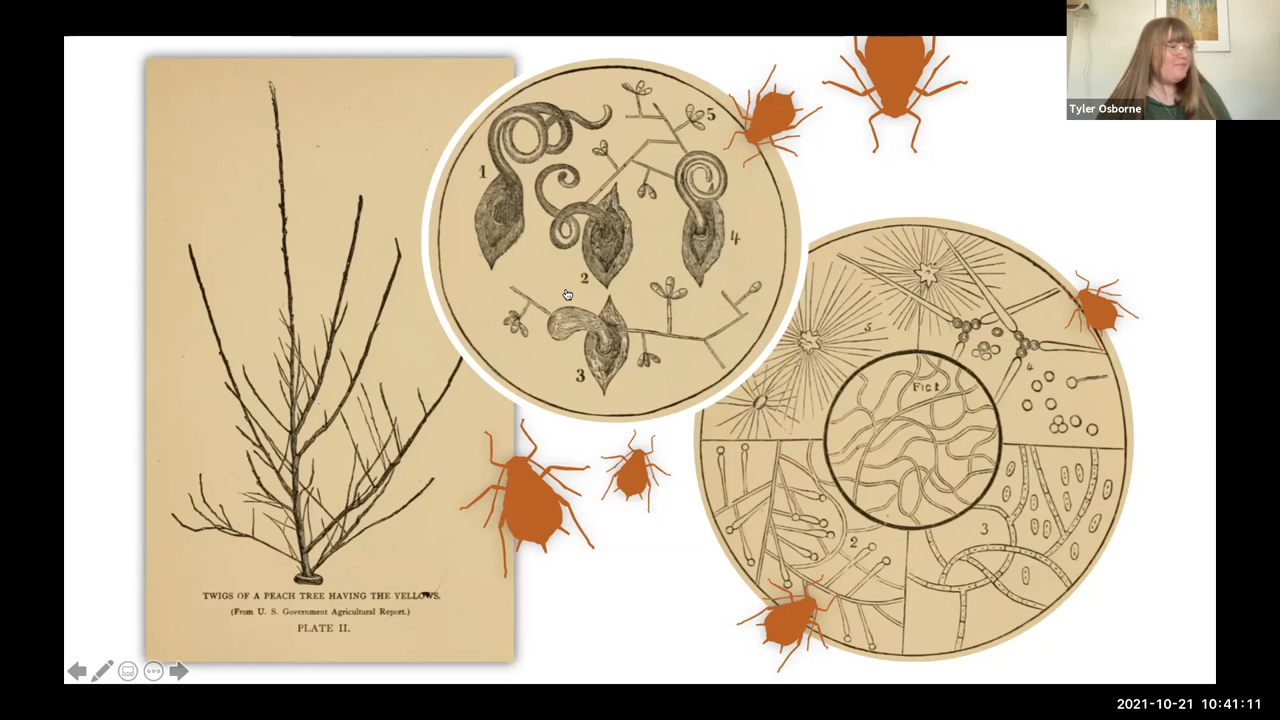 Tyler Osborne
1
2
3
4
5
5
4
Fig 1
2
3
TWIGS OF A PEACH TREE HAVING THE YELLOWS.
(From U. S. Government Agricultural Report.)
PLATE II.
2021-10-21 10:41:11